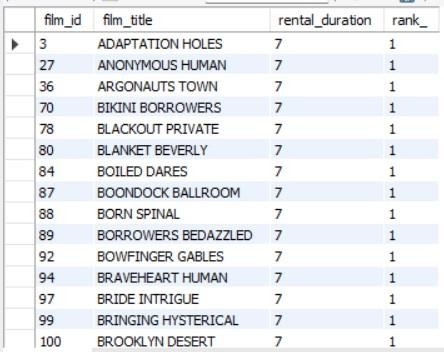 film_id film_title rental_duration rank_
3 ADAPTATION HOLES 7 1
27 ANONYMOUS HUMAN 7 1
36 ARGONAUTS TOWN 7 1
70 BIKINI BORROWERS 7 1
78 BLACKOUT PRIVATE 7 1
80 BLANKET BEVERLY 7 1
84 BOILED DARES 7 1
87 BOONDOCK BALLROOM 7 1
88 BORN SPINAL 7 1
89 BORROWERS BEDAZZLED 7 1
92 BOWFINGER GABLES 7 1
94 BRAVEHEART HUMAN 7 1
97 BRIDE INTRIGUE 7 1
99 BRINGING HYSTERICAL 7 1
100 BROOKLYN DESERT 7 1